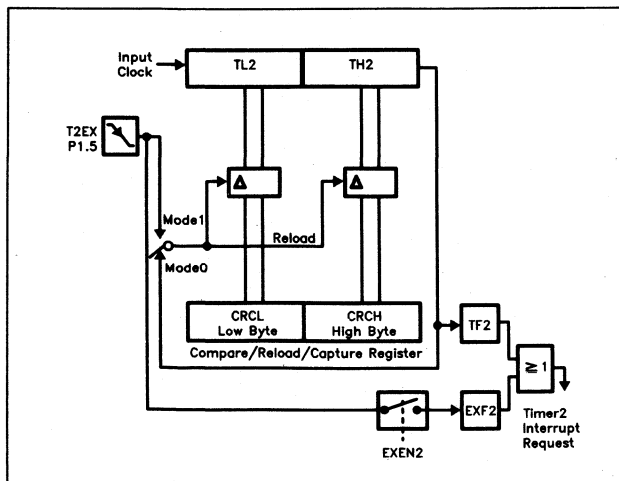 Input
Clock
TL2
TH2
T2EX
P1.5
Δ
Δ
Mode1
Reload
Mode0
CRCL
Low Byte
CRCH
High Byte
Compare/Reload/Capture Register
TF2
≧ 1
EXF2
Timer2
Interrupt
Request
EXEN2